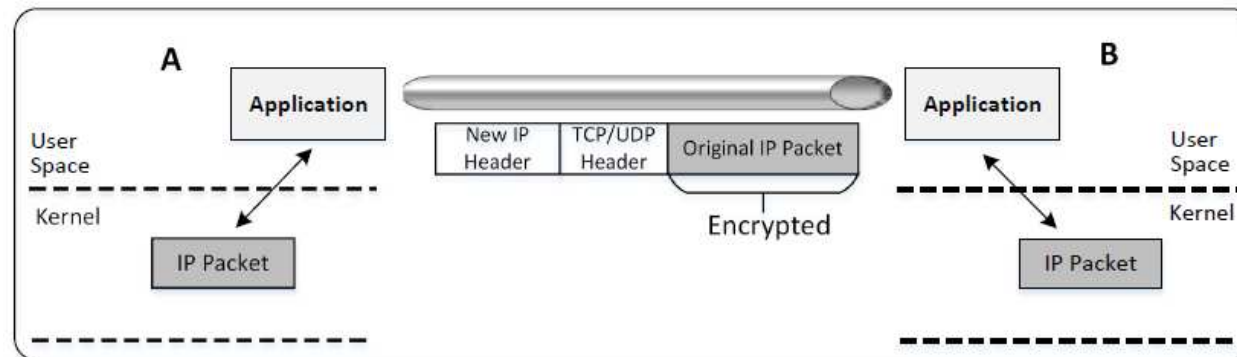 A
Application
User
Space
Kernel
IP Packet
New IP
Header
TCP/UDP
Header
Original IP Packet
Encrypted
B
Application
User
Space
Kernel
IP Packet